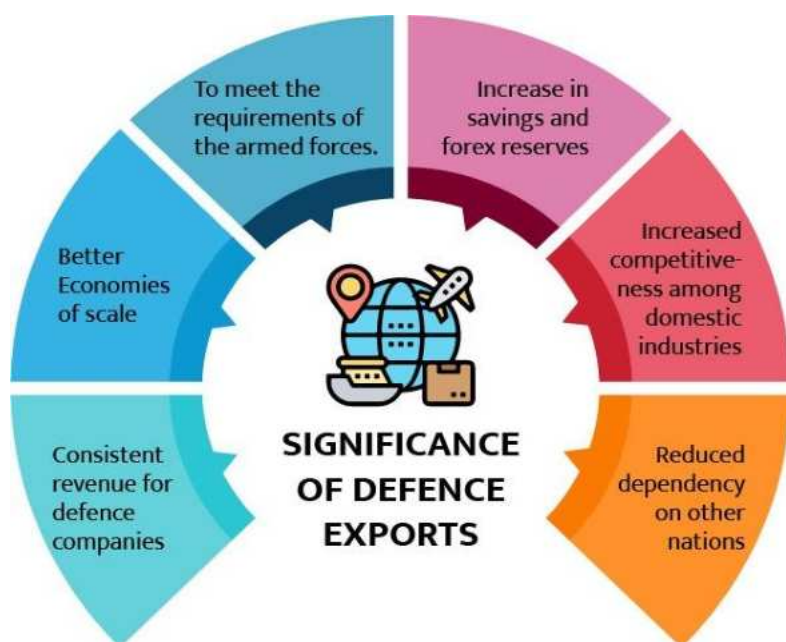 To meet the
requirements of
the armed forces.
Increase in
savings and
forex reserves
Better
Economies
of scale
Increased
competitive-
ness among
domestic
industries
Consistent
revenue for
defence
companies
SIGNIFICANCE
OF DEFENCE
EXPORTS
Reduced
dependency
on other
nations